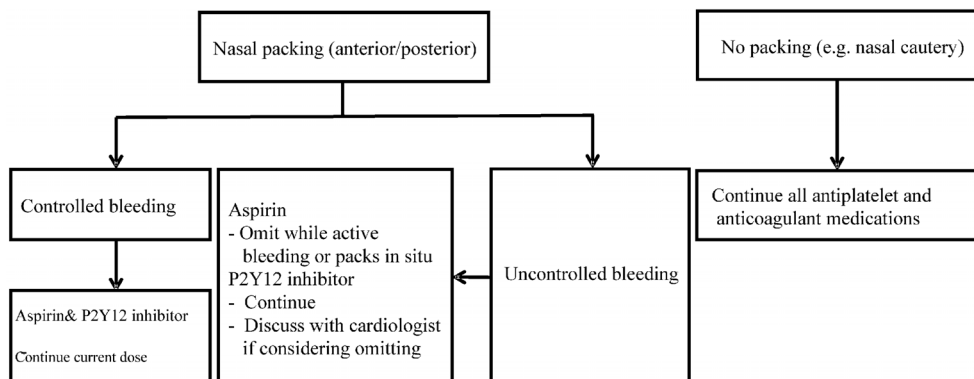 Nasal packing (anterior/posterior)
No packing (e.g. nasal cautery)
Controlled bleeding
Aspirin
- Omit while active
bleeding or packs in situ
P2Y12 inhibitor
- Continue
- Discuss with cardiologist
if considering omitting
Uncontrolled bleeding
Continue all antiplatelet and
anticoagulant medications
Aspirin& P2Y12 inhibitor
Continue current dose